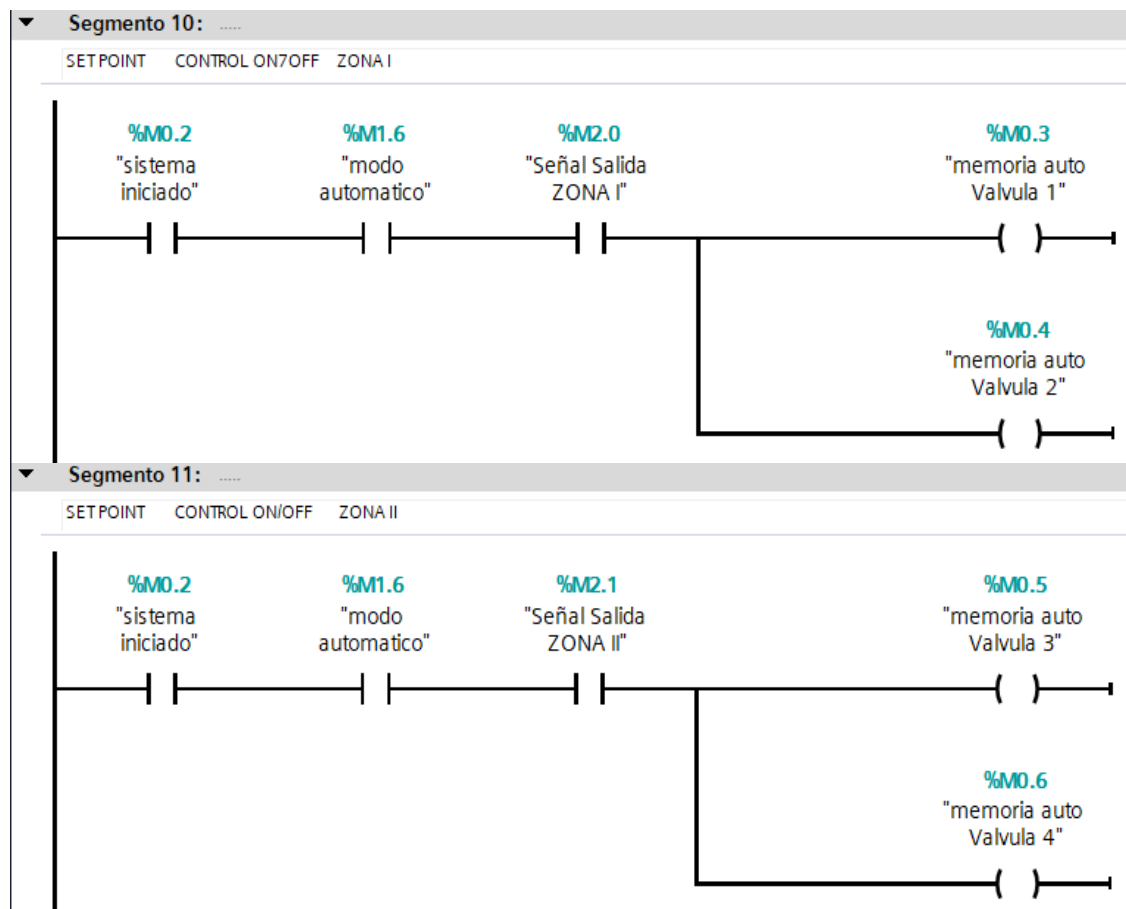 Segmento 10: .....
SET POINT CONTROL ON7OFF ZONA I
%M0.2 %M1.6 %M2.0 %M0.3
"sistema "modo "Señal Salida "memoria auto
iniciado" automatico" ZONA I" Valvula 1"
%M0.4
"memoria auto
Valvula 2"
Segmento 11: .....
SET POINT CONTROL ON/OFF ZONA II
%M0.2 %M1.6 %M2.1 %M0.5
"sistema "modo "Señal Salida "memoria auto
iniciado" automatico" ZONA II" Valvula 3"
%M0.6
"memoria auto
Valvula 4"